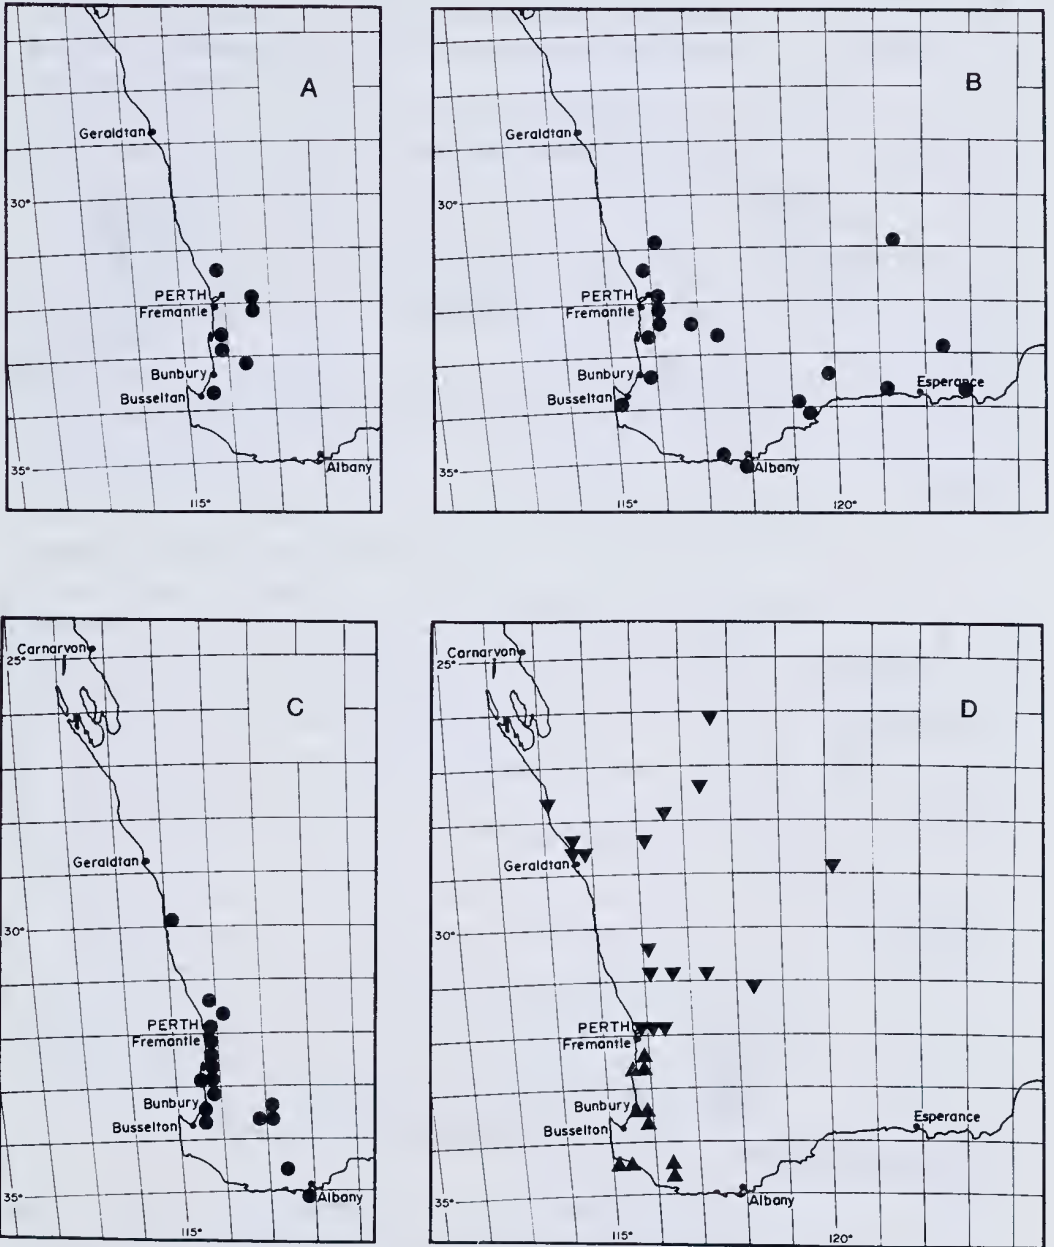 A
Geraldtan
30°
PERTH
Fremantle
Bunbury
Busseltan
35°
Albany
115°
B
Geraldtan
30°
PERTH
Fremantle
Bunbury
Busseltan
Esperance
35°
Albany
115°
120°
Carnarvon
25°
C
Geraldtan
30°
PERTH
Fremantle
Bunbury
Busselton
35°
Albany
115°
Carnarvon
25°
D
Geraldtan
30°
PERTH
Fremantle
Bunbury
Busselton
Esperance
35°
Albany
115°
120°